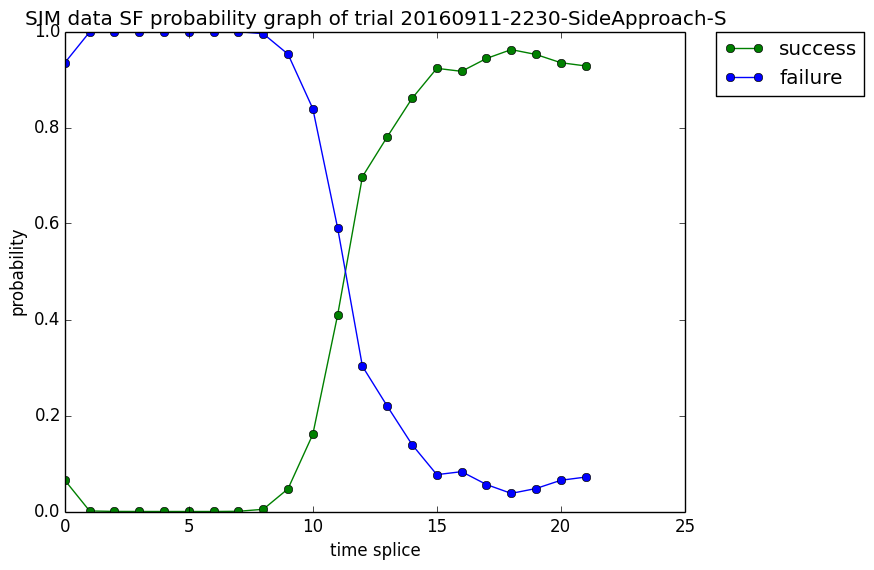 SJM data SF probability graph of trial 20160911-2230-SideApproach-S
success
failure
1.0
0.8
0.6
0.4
0.2
0.0
probability
0 5 10 15 20 25
time splice